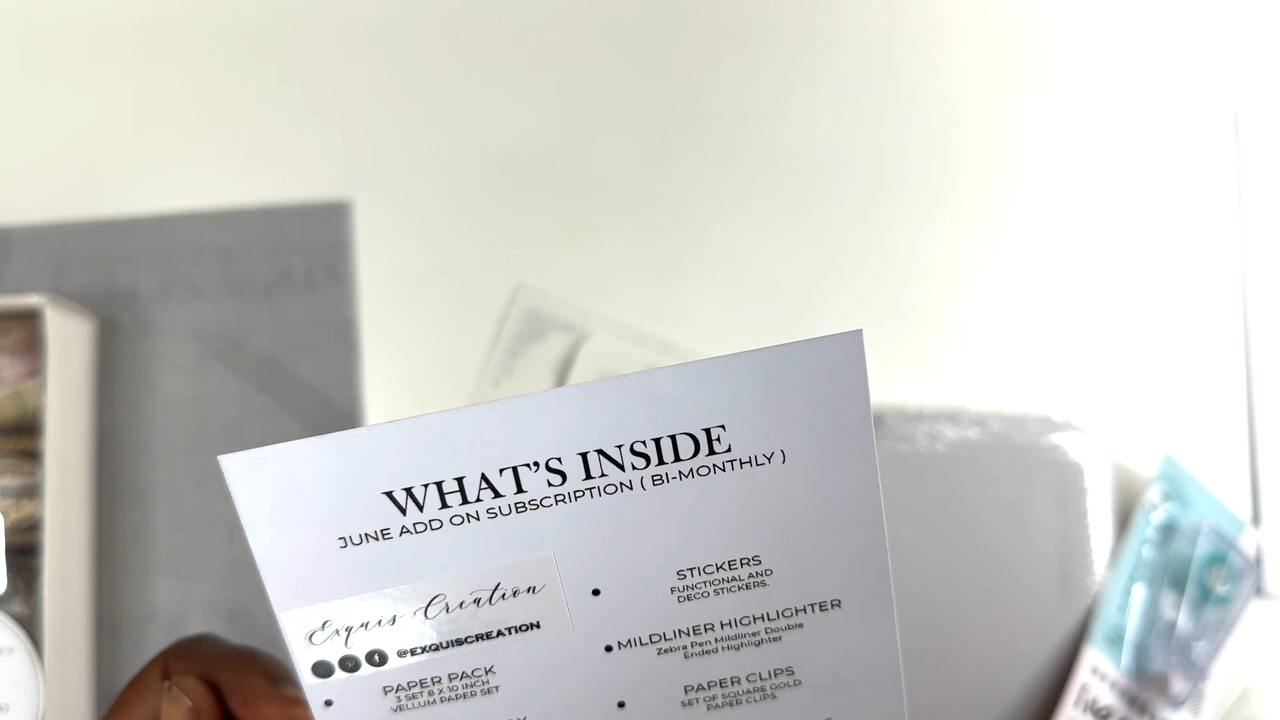 WHAT'S INSIDE
JUNE ADD ON SUBSCRIPTION ( BI-MONTHLY )
Exquis Creation
@EXQUISCREATION
PAPER PACK
3 SET 8 X 10 INCH
VELLUM PAPER SET
STICKERS
FUNCTIONAL AND
DECO STICKERS.
MILDLINER HIGHLIGHTER
Zebra Pen Mildliner Double
Ended Highlighter
PAPER CLIPS
SET OF SQUARE GOLD
PAPER CLIPS.